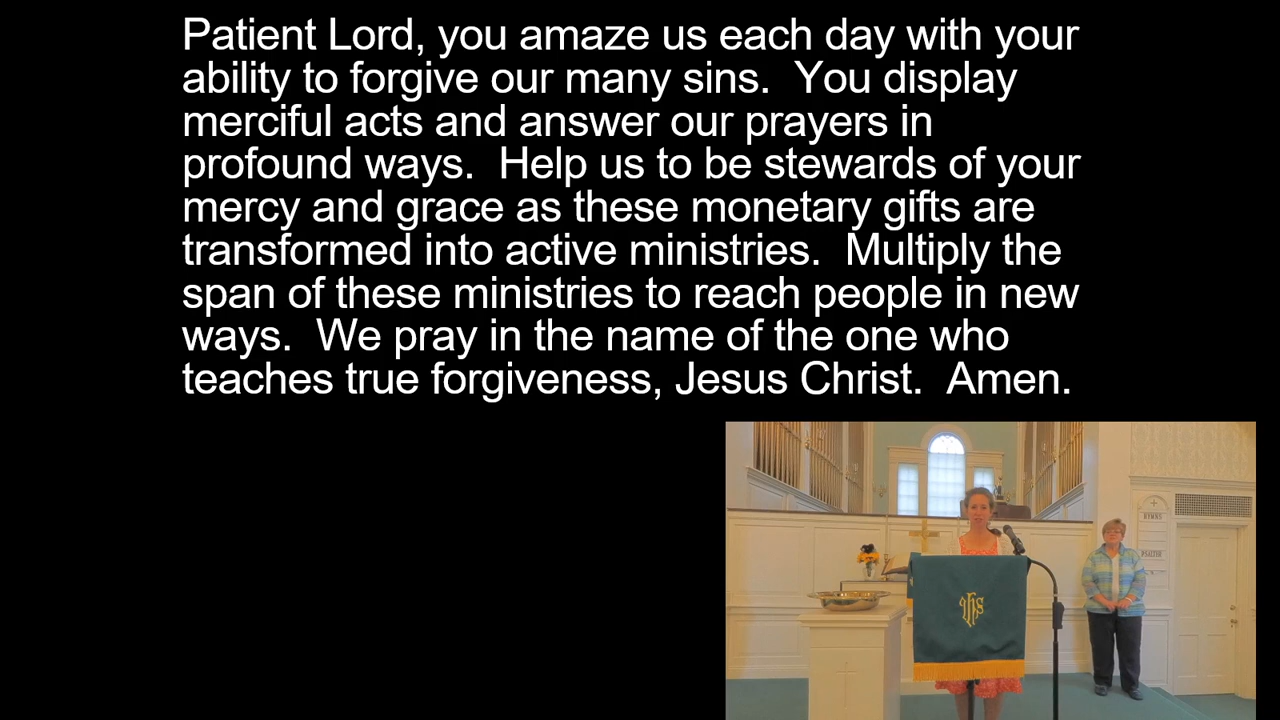 Patient Lord, you amaze us each day with your
ability to forgive our many sins.  You display
merciful acts and answer our prayers in
profound ways.  Help us to be stewards of your
mercy and grace as these monetary gifts are
transformed into active ministries.  Multiply the
span of these ministries to reach people in new
ways.  We pray in the name of the one who
teaches true forgiveness, Jesus Christ.  Amen.
HYMNS
PSALTER
IHS